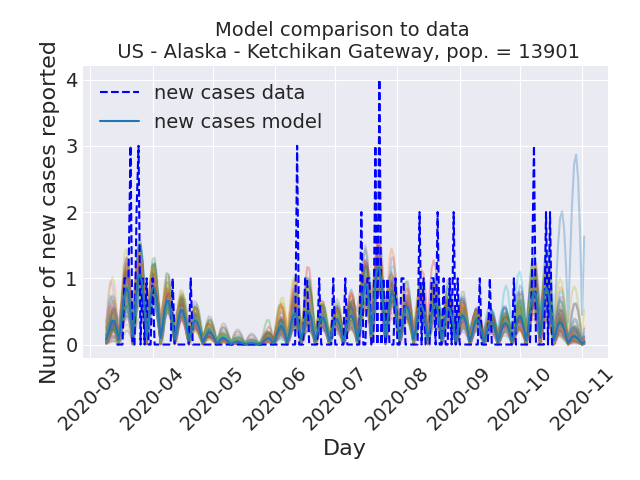 Model comparison to data
US - Alaska - Ketchikan Gateway, pop. = 13901
Number of new cases reported
4
3
2
1
0
new cases data
new cases model
2020-03
2020-04
2020-05
2020-06
2020-07
2020-08
2020-09
2020-10
2020-11
Day